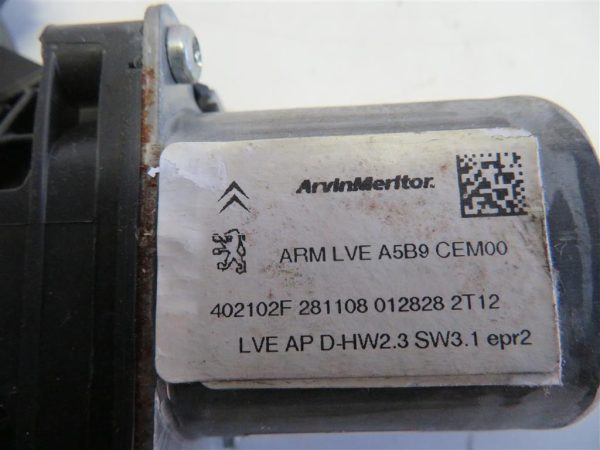 ArvinMeritor.
ARM LVE A5B9 CEM00
402102F 281108 012828 2T12
LVE AP D-HW2.3 SW3.1 epr2